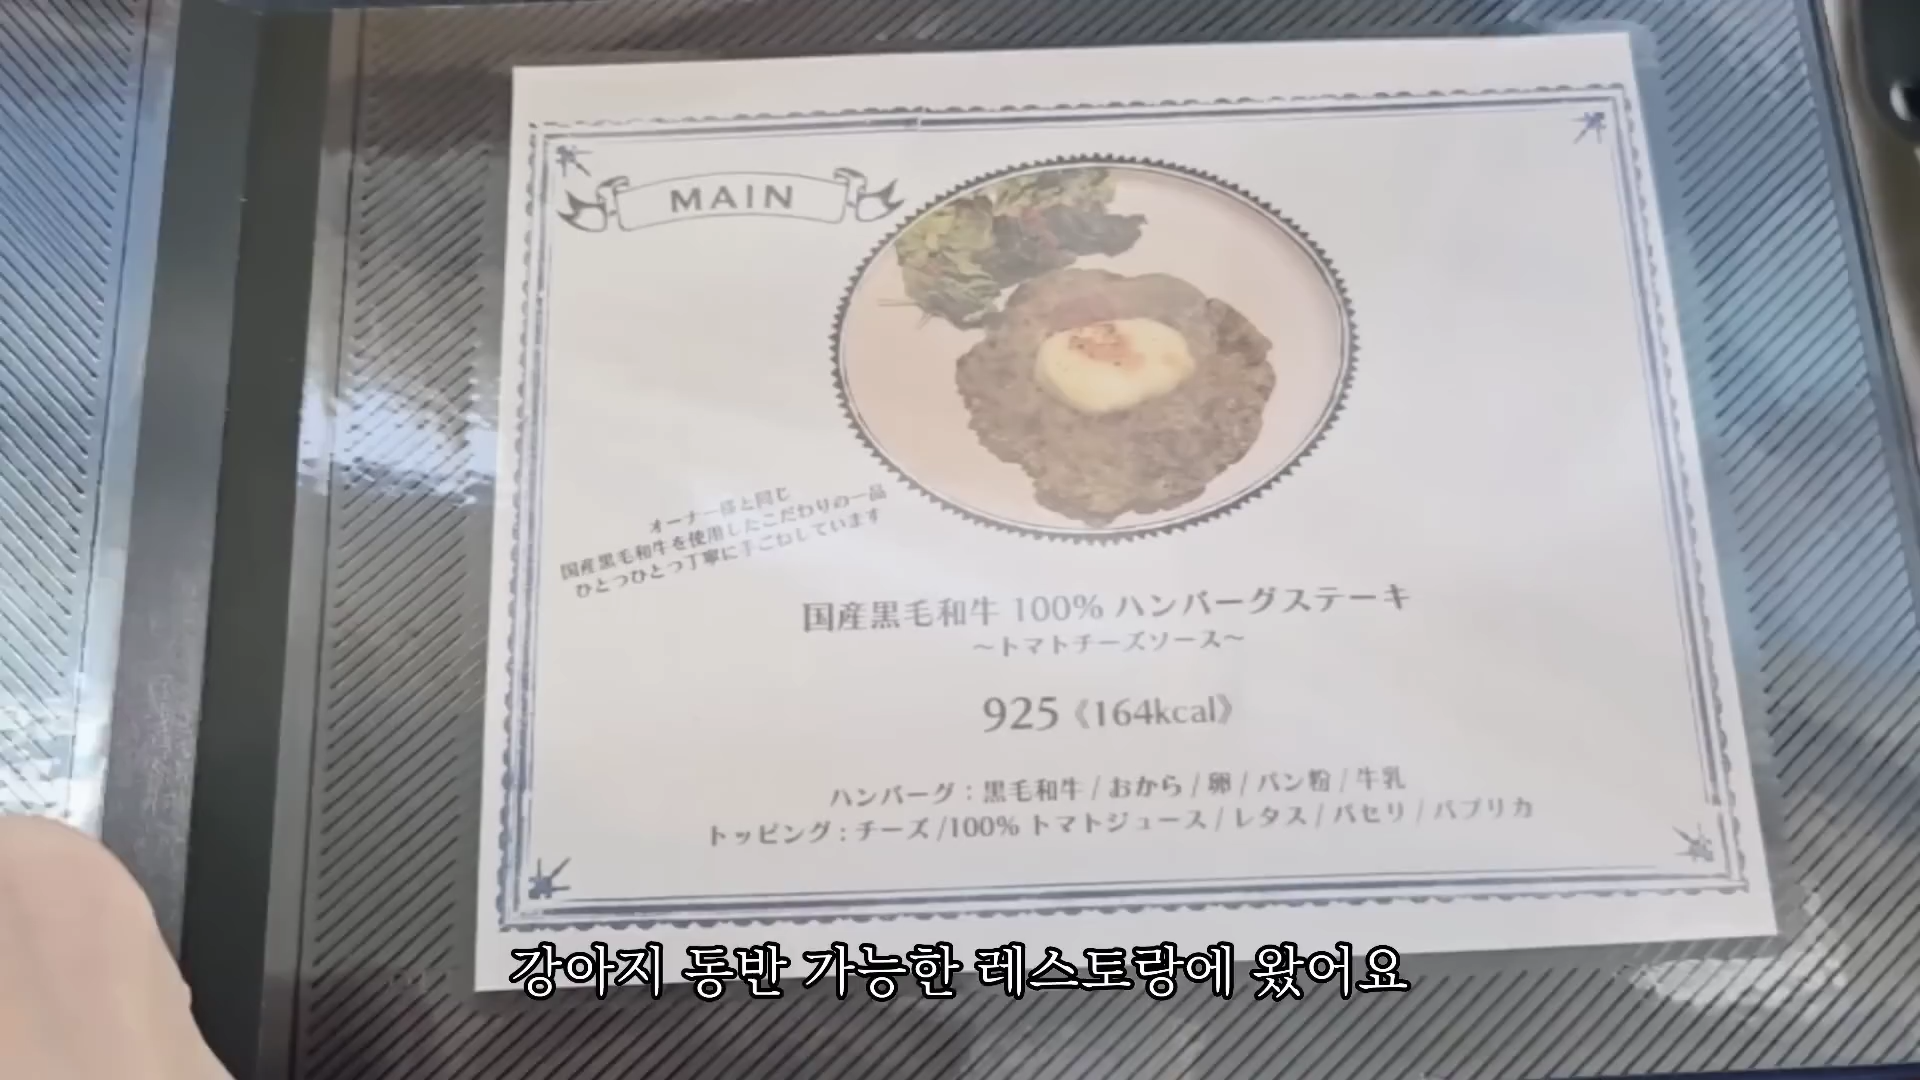 MAIN
オーナー様と同じ
国産黒毛和牛を使用したこだわりの一品
ひとつひとつ丁寧に手ごねしています
国産黒毛和牛 100% ハンバーグステーキ
～トマトチーズソース～
925《164kcal》
ハンバーグ : 黒毛和牛 / おから / 卵 / パン粉 / 牛乳
トッピング : チーズ /100% トマトジュース / レタス / パセリ / パプリカ
강아지 동반 가능한 레스토랑에 왔어요